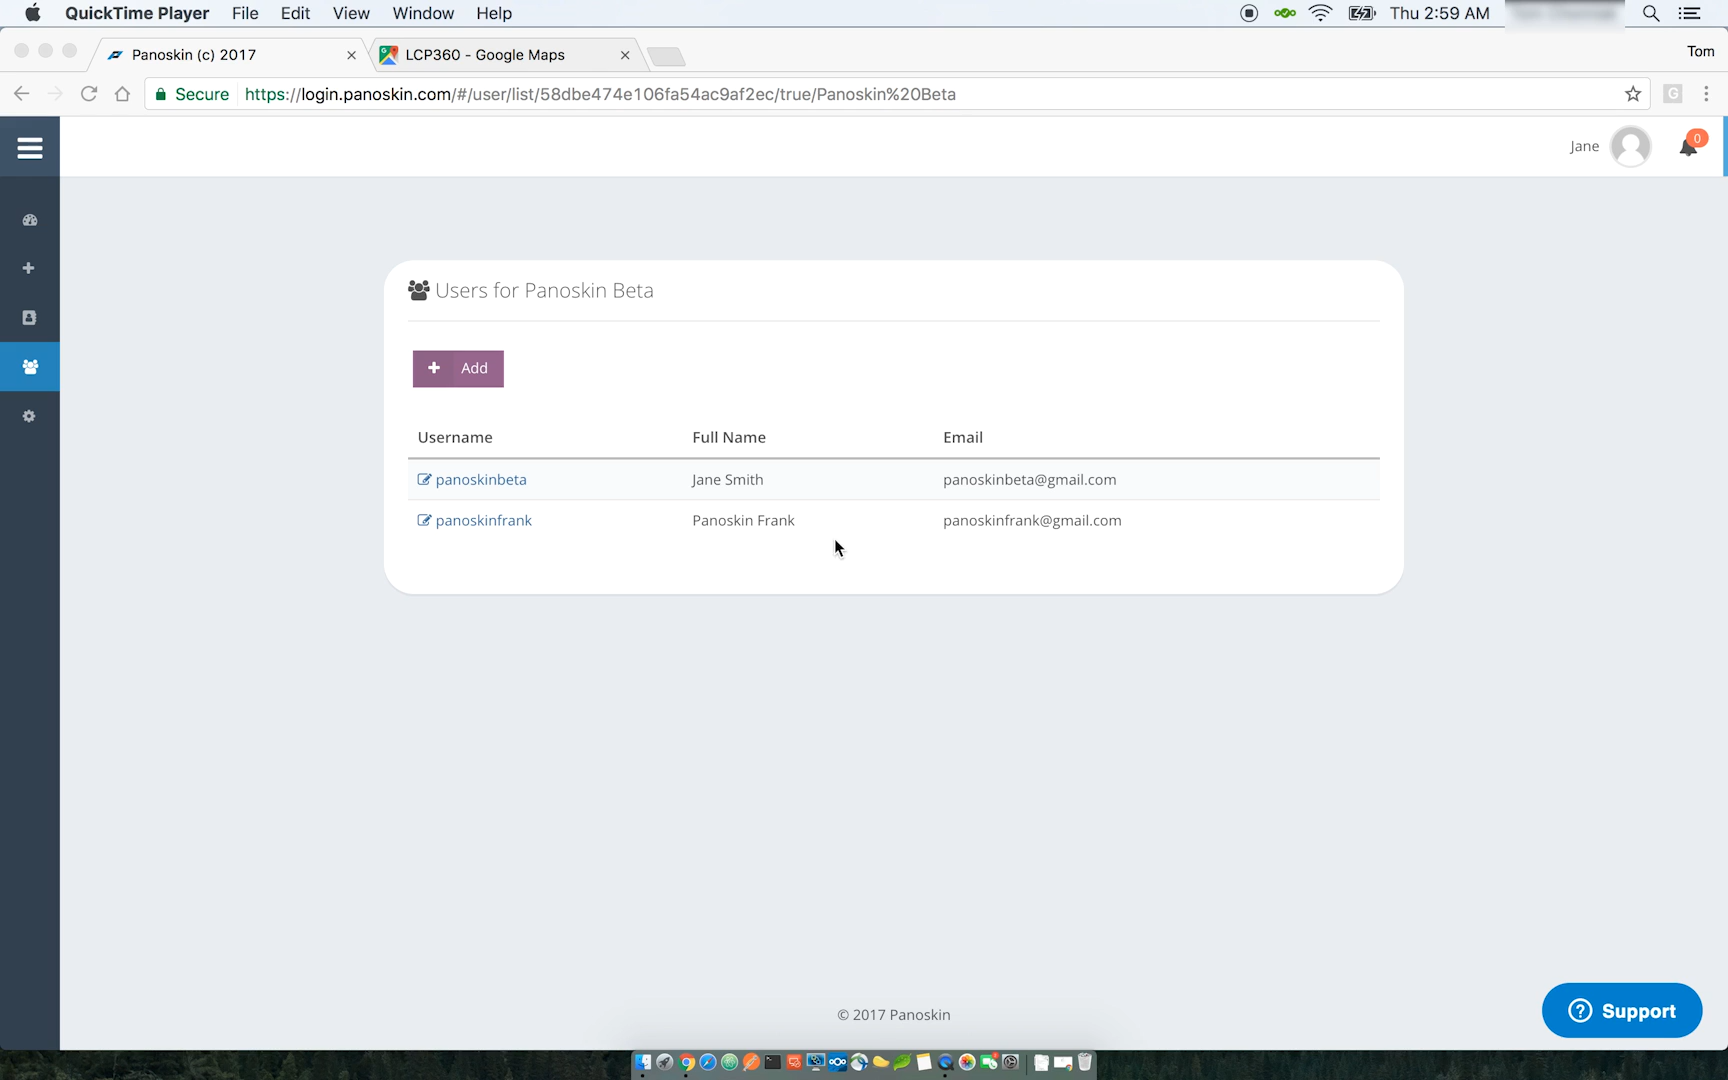 QuickTime Player File Edit View Window Help Thu 2:59 AM
Panoskin (c) 2017 LCP360 - Google Maps Tom
Secure https://login.panoskin.com/#/user/list/58dbe474e106fa54ac9af2ec/true/Panoskin%20Beta G
Jane 0
Users for Panoskin Beta
+ Add
Username Full Name Email
panoskinbeta Jane Smith panoskinbeta@gmail.com
panoskinfrank Panoskin Frank panoskinfrank@gmail.com
© 2017 Panoskin
? Support